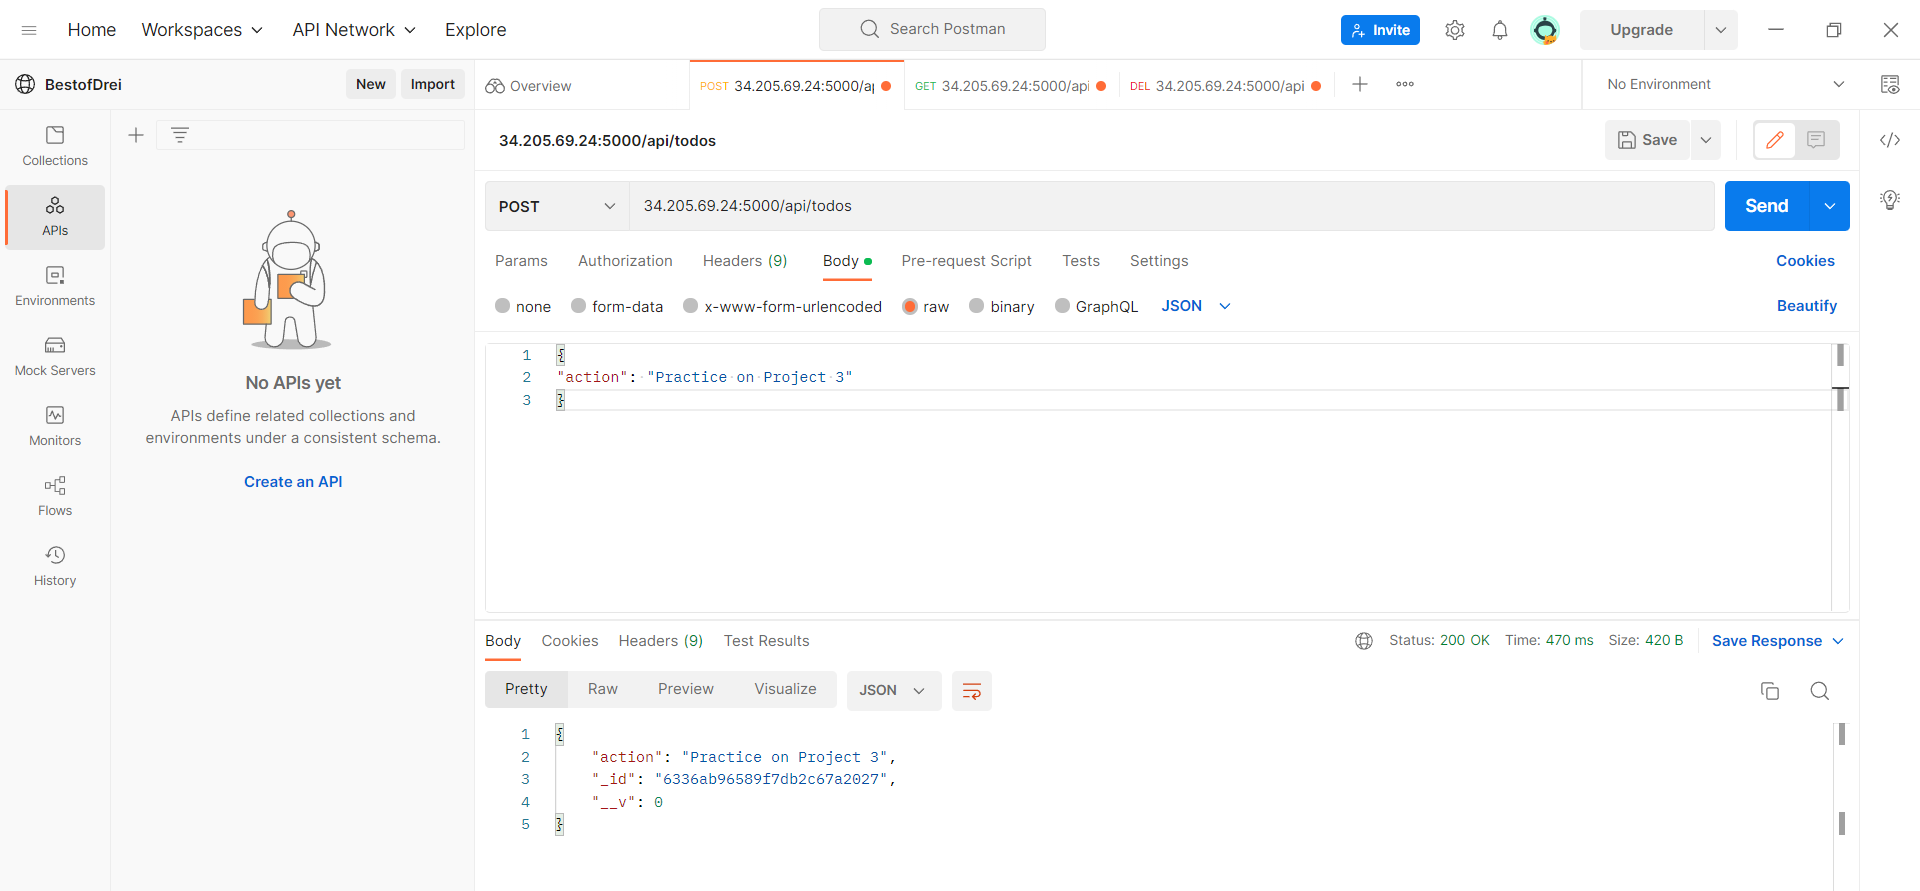 Home Workspaces API Network Explore Search Postman Invite Upgrade
BestofDrei New Import Overview POST 34.205.69.24:5000/ap GET 34.205.69.24:5000/api DEL 34.205.69.24:5000/api No Environment
Collections
APIs
Environments
Mock Servers
Monitors
Flows
History
No APIs yet
APIs define related collections and
environments under a consistent schema.
Create an API
34.205.69.24:5000/api/todos Save
POST 34.205.69.24:5000/api/todos Send
Params Authorization Headers (9) Body Pre-request Script Tests Settings Cookies
none form-data x-www-form-urlencoded raw binary GraphQL JSON Beautify
1 {
2 "action": "Practice on Project 3"
3 }
Body Cookies Headers (9) Test Results Status: 200 OK Time: 470 ms Size: 420 B Save Response
Pretty Raw Preview Visualize JSON
1 {
2 "action": "Practice on Project 3",
3 "_id": "6336ab96589f7db2c67a2027",
4 "__v": 0
5 }